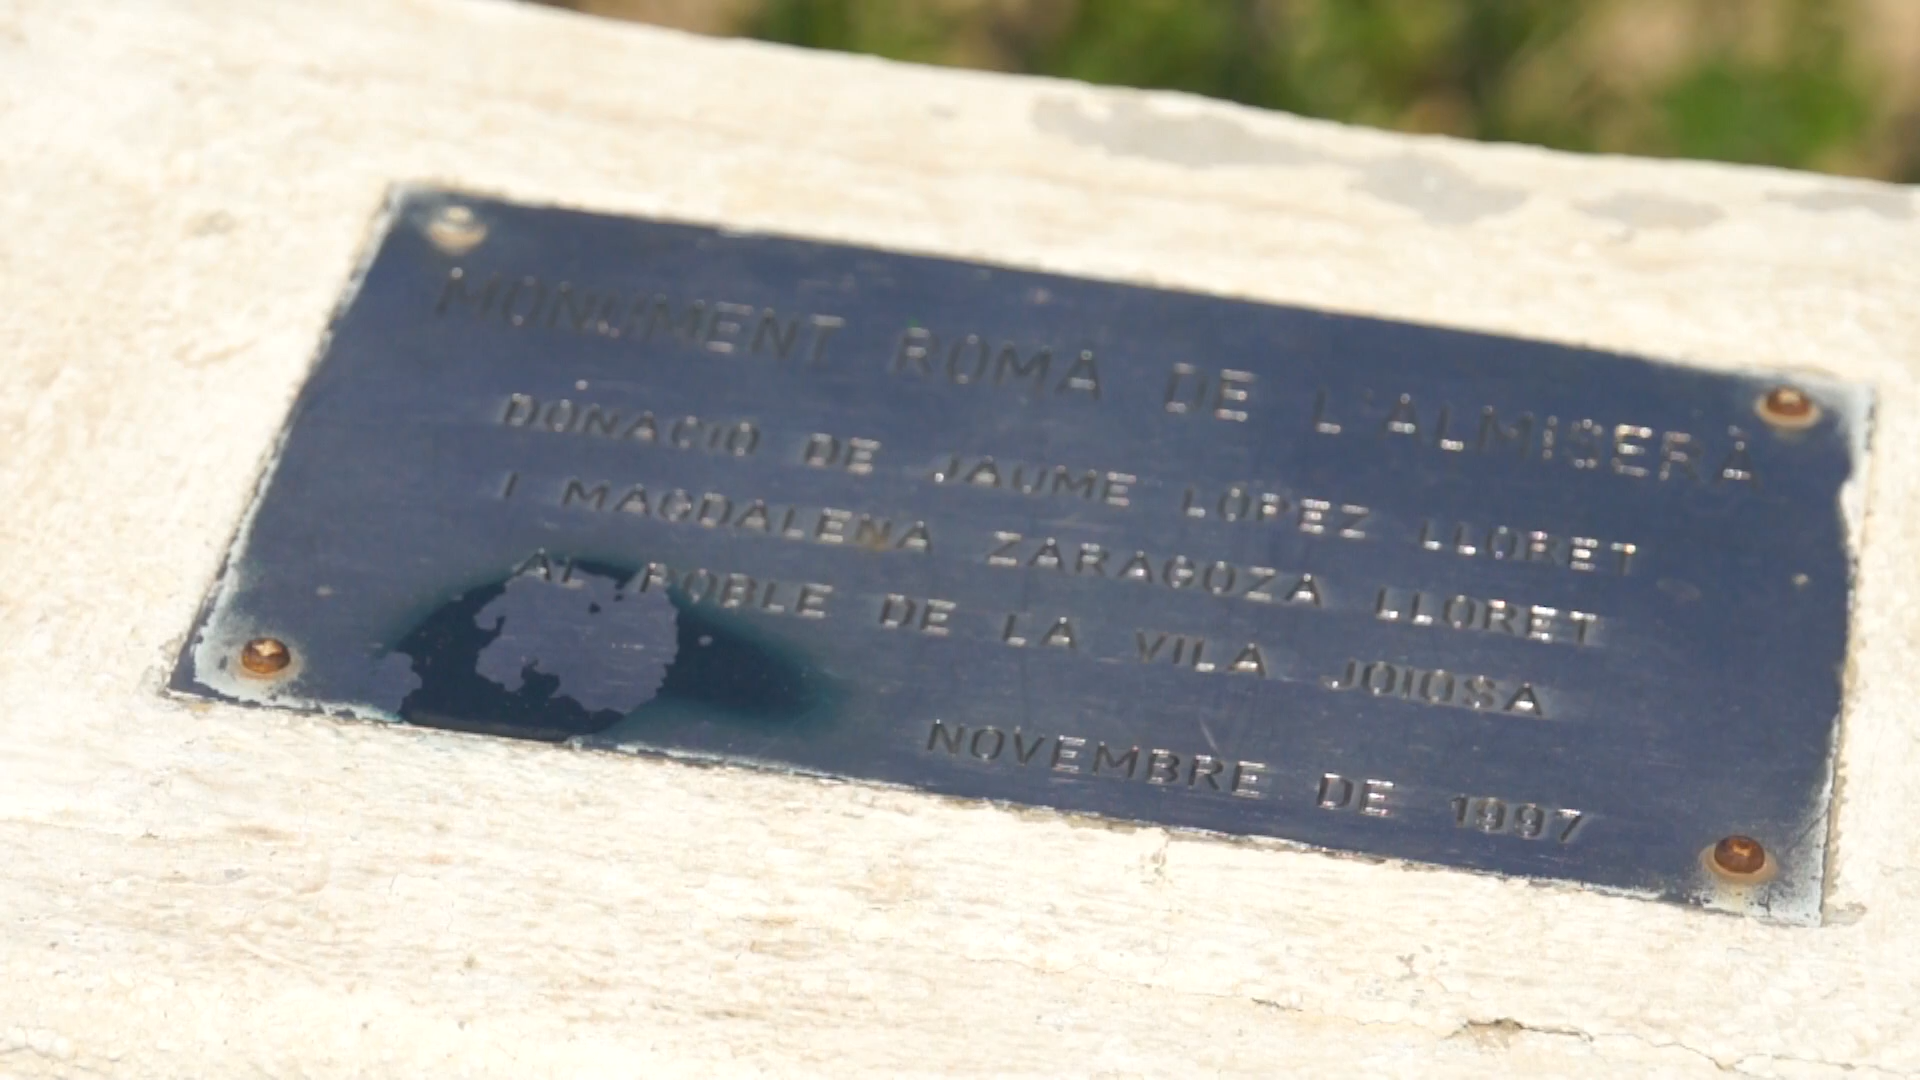 MONUMENT ROMÀ DE L'ALMISERÀ
DONACIÓ DE JAUME LÓPEZ LLORET
I MAGDALENA ZARAGOZA LLORET
AL POBLE DE LA VILA JOIOSA
NOVEMBRE DE 1997